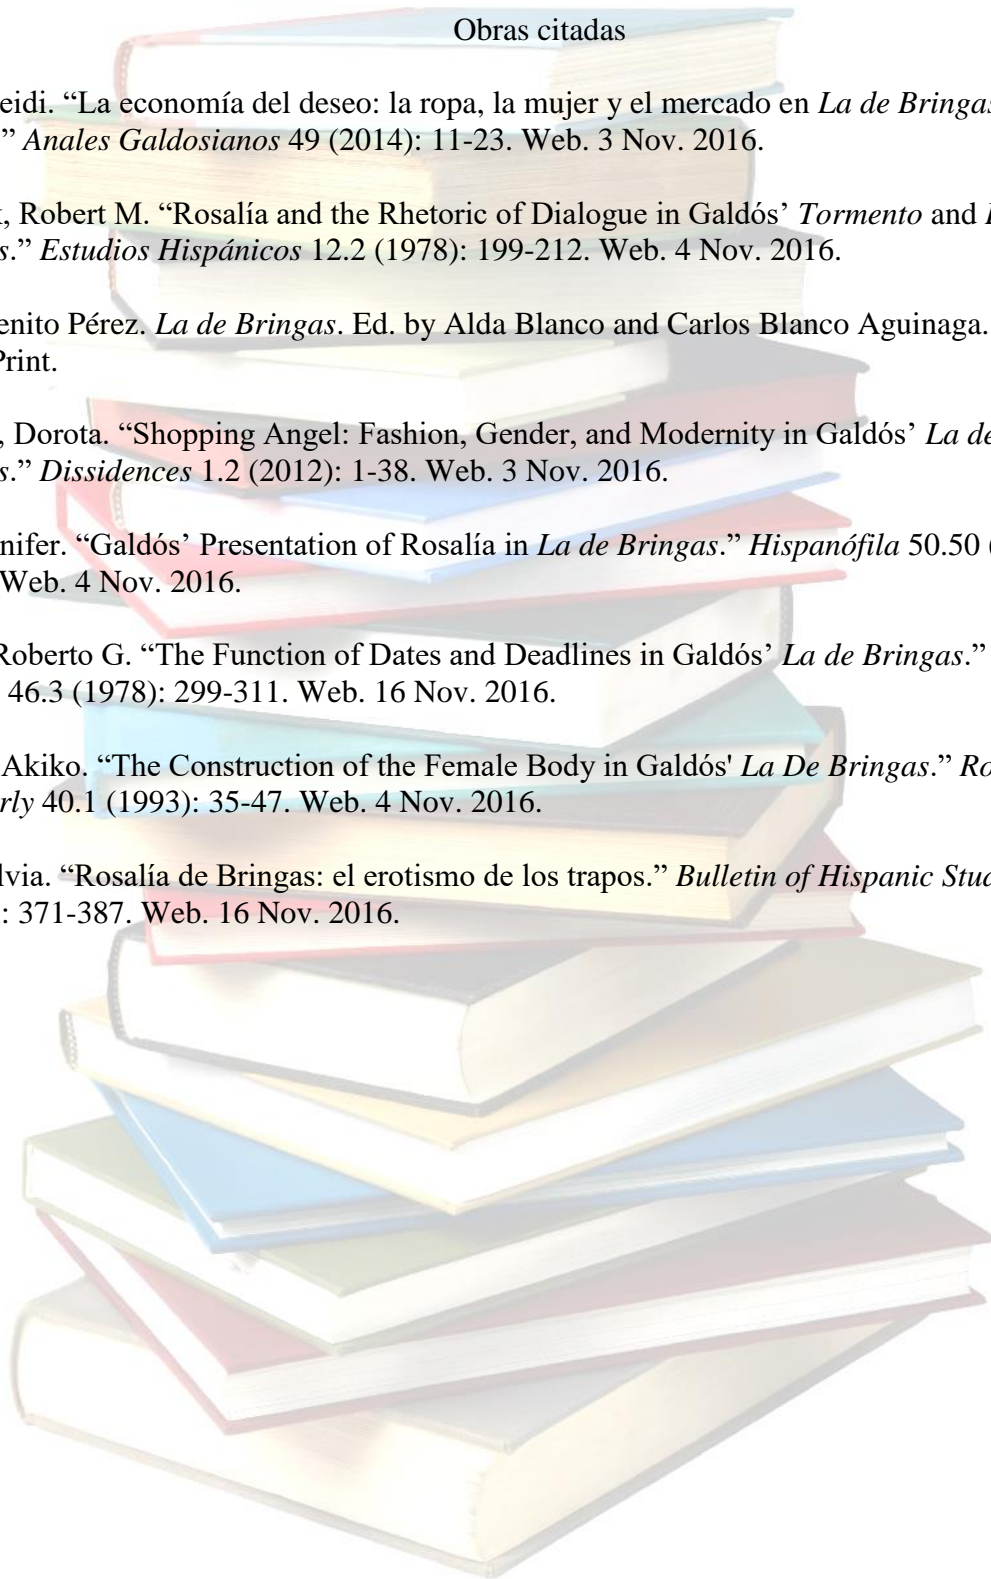 Obras citadas
eidi. “La economía del deseo: la ropa, la mujer y el mercado en La de Bringas
.” Anales Galdosianos 49 (2014): 11-23. Web. 3 Nov. 2016.
, Robert M. “Rosalía and the Rhetoric of Dialogue in Galdós’ Tormento and
s.” Estudios Hispánicos 12.2 (1978): 199-212. Web. 4 Nov. 2016.
enito Pérez. La de Bringas. Ed. by Alda Blanco and Carlos Blanco Aguinaga.
Print.
, Dorota. “Shopping Angel: Fashion, Gender, and Modernity in Galdós’ La de
s.” Dissidences 1.2 (2012): 1-38. Web. 3 Nov. 2016.
nifer. “Galdós’ Presentation of Rosalía in La de Bringas.” Hispanófila 50.50 (
Web. 4 Nov. 2016.
Roberto G. “The Function of Dates and Deadlines in Galdós’ La de Bringas.”
46.3 (1978): 299-311. Web. 16 Nov. 2016.
Akiko. “The Construction of the Female Body in Galdós' La De Bringas.” Ro
rly 40.1 (1993): 35-47. Web. 4 Nov. 2016.
lvia. “Rosalía de Bringas: el erotismo de los trapos.” Bulletin of Hispanic Stud
: 371-387. Web. 16 Nov. 2016.